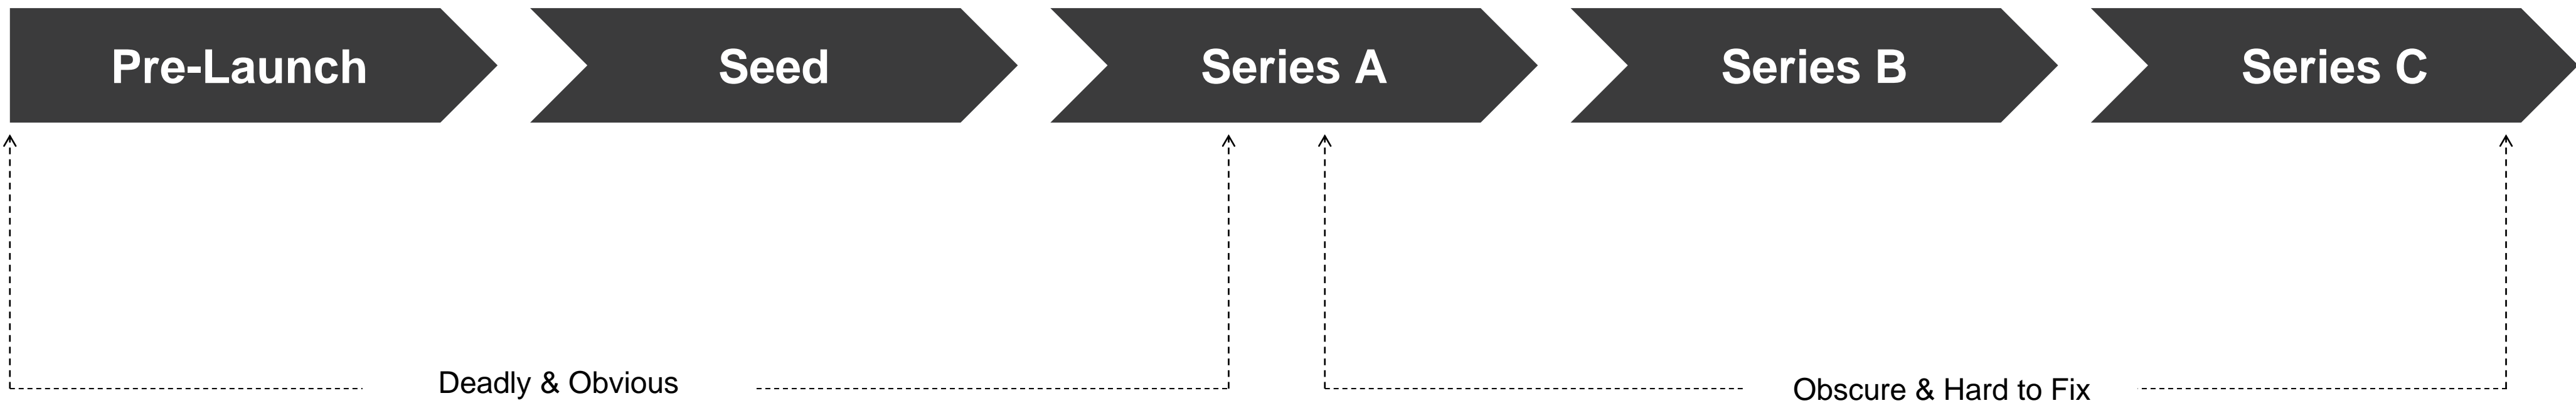 Pre-Launch
Seed
Series A
Series B
Series C
Deadly & Obvious
Obscure & Hard to Fix